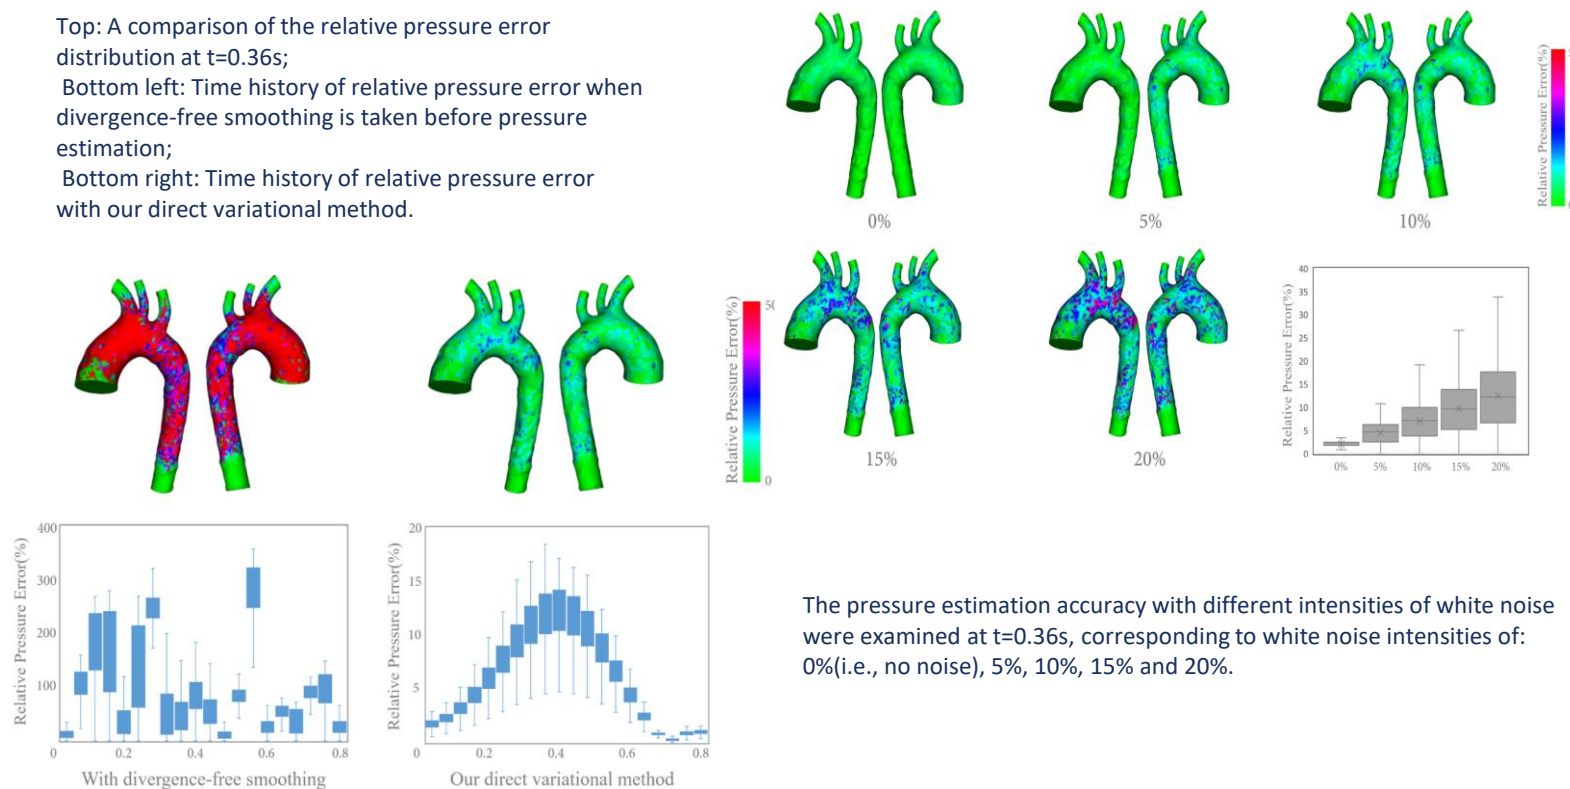 Top: A comparison of the relative pressure error
distribution at t=0.36s;
Bottom left: Time history of relative pressure error when
divergence-free smoothing is taken before pressure
estimation;
Bottom right: Time history of relative pressure error
with our direct variational method.
0%
5%
10%
Relative Pressure Error(%)
15%
20%
Relative Pressure Error(%)
50
0
Relative Pressure Error(%)
40
35
30
25
20
15
10
5
0
0%
5%
10%
15%
20%
Relative Pressure Error(%)
400
300
200
100
0
0.2
0.4
0.6
0.8
With divergence-free smoothing
Relative Pressure Error(%)
20
15
10
5
0
0.2
0.4
0.6
0.8
Our direct variational method
The pressure estimation accuracy with different intensities of white noise
were examined at t=0.36s, corresponding to white noise intensities of:
0%(i.e., no noise), 5%, 10%, 15% and 20%.